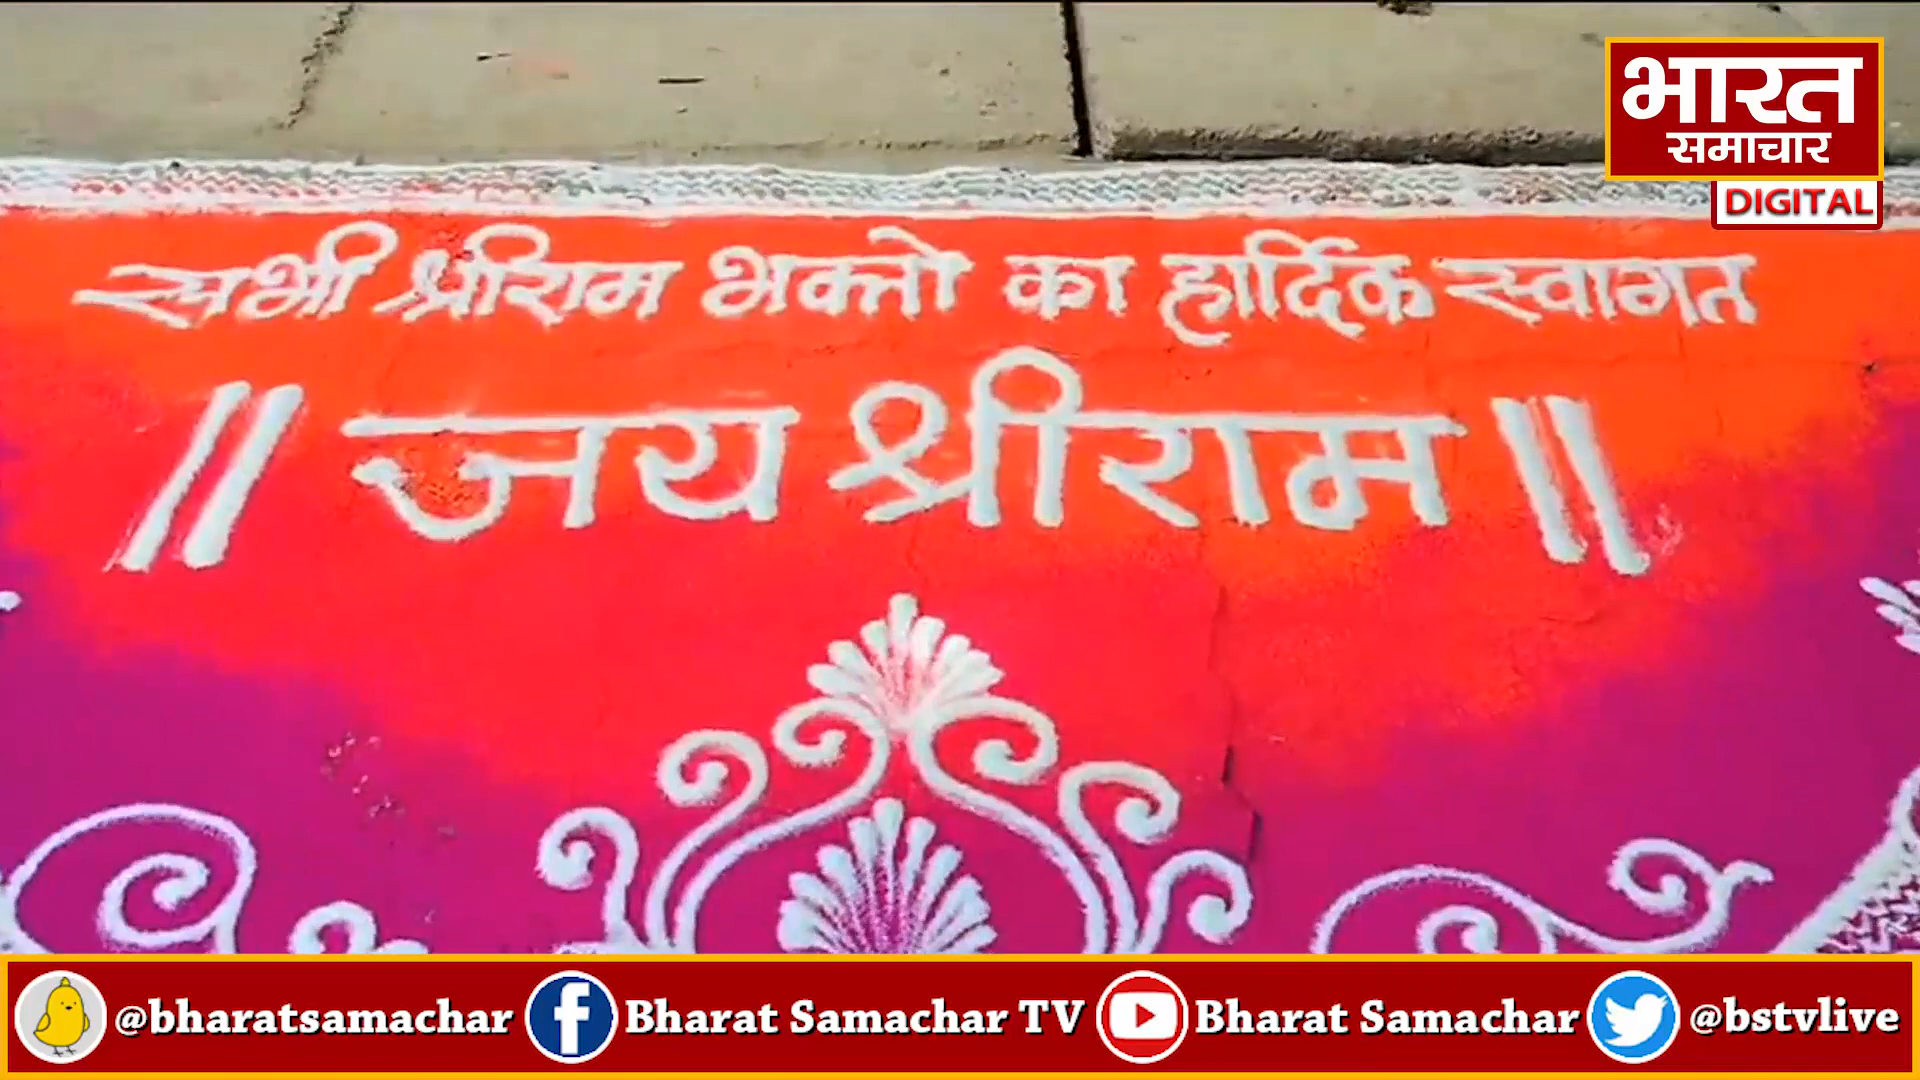 भारत
समाचार
DIGITAL
सभी श्रीराम भक्तो का हार्दिक स्वागत
|| जय श्रीराम ||
@bharatsamachar Bharat Samachar TV Bharat Samachar @bstvlive